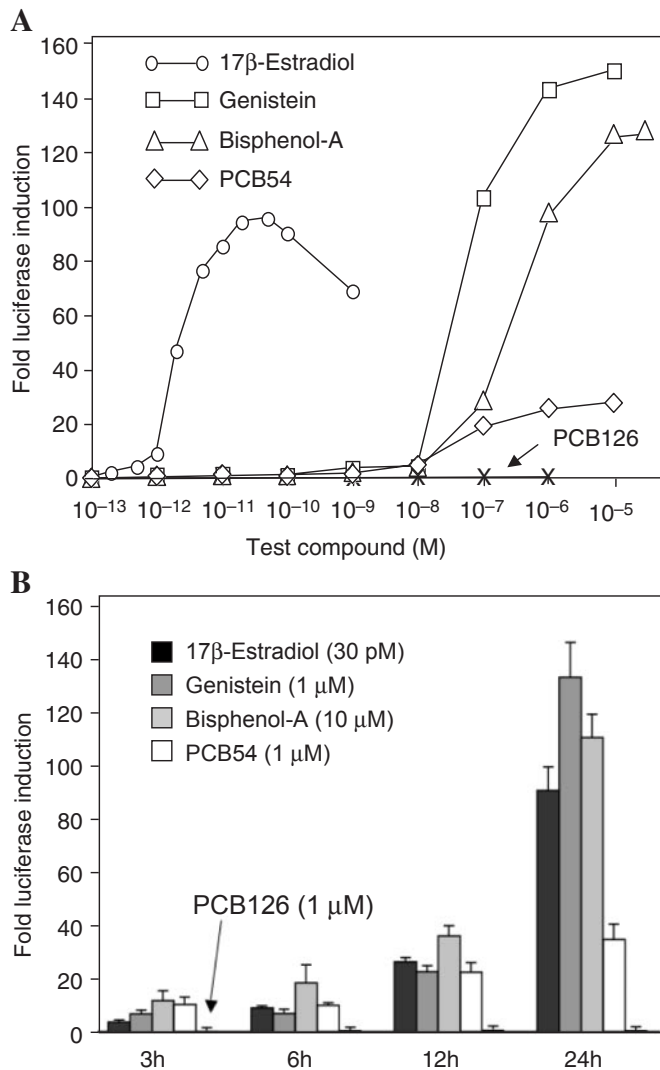 A
Fold luciferase induction
160
140
120
100
80
60
40
20
0
17β-Estradiol
Genistein
Bisphenol-A
PCB54
PCB126
10⁻¹³ 10⁻¹² 10⁻¹¹ 10⁻¹⁰ 10⁻⁹ 10⁻⁸ 10⁻⁷ 10⁻⁶ 10⁻⁵
Test compound (M)
B
Fold luciferase induction
160
140
120
100
80
60
40
20
0
17β-Estradiol (30 pM)
Genistein (1 μM)
Bisphenol-A (10 μM)
PCB54 (1 μM)
PCB126 (1 μM)
3h 6h 12h 24h